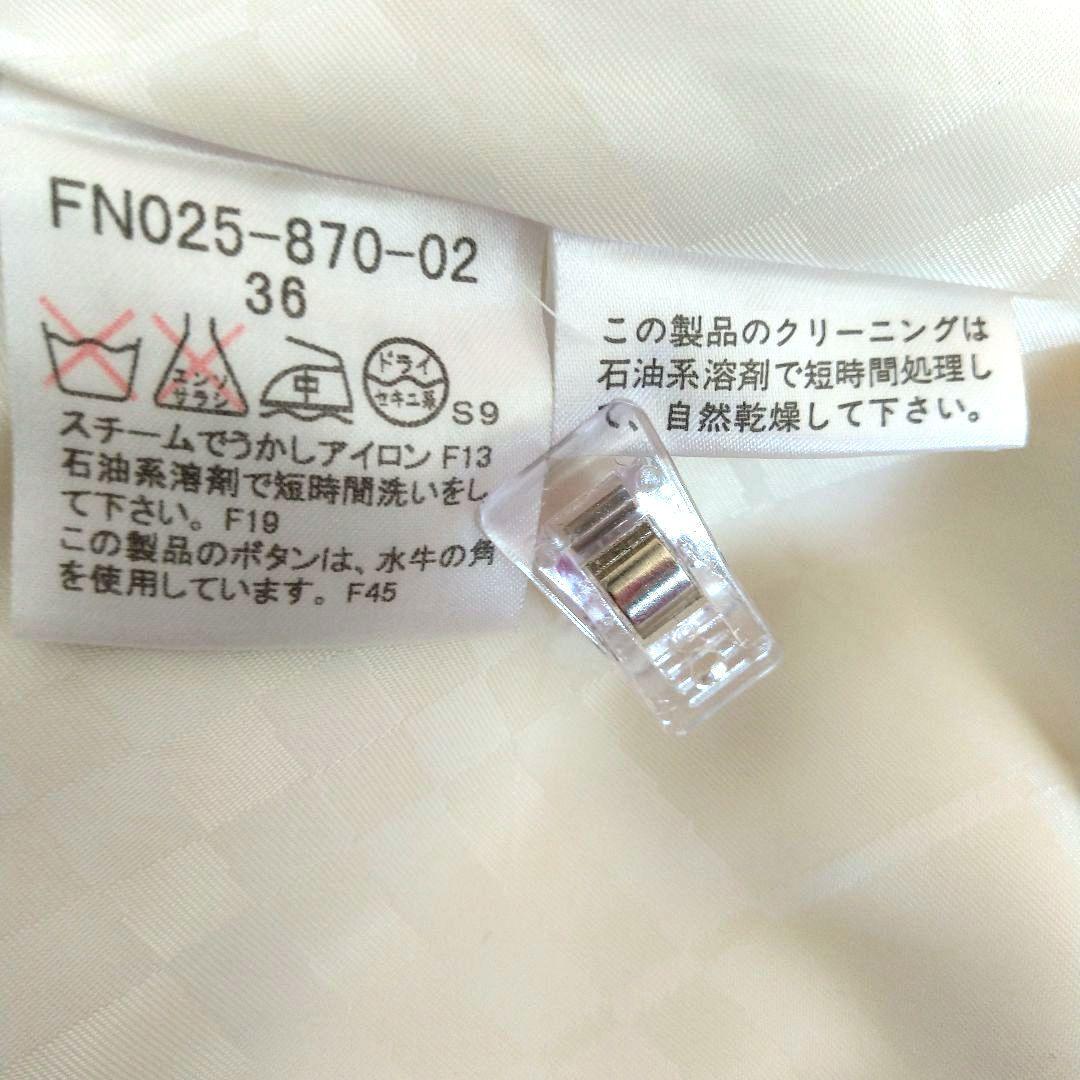 FN025-870-02
36
エンソ
サラシ
中
ドライ
セキユ系
S9
スチームでうかしアイロン F13
石油系溶剤で短時間洗いをし
て下さい。F19
この製品のボタンは、水牛の角
を使用しています。F45
この製品のクリーニングは
石油系溶剤で短時間処理し
て、自然乾燥して下さい。